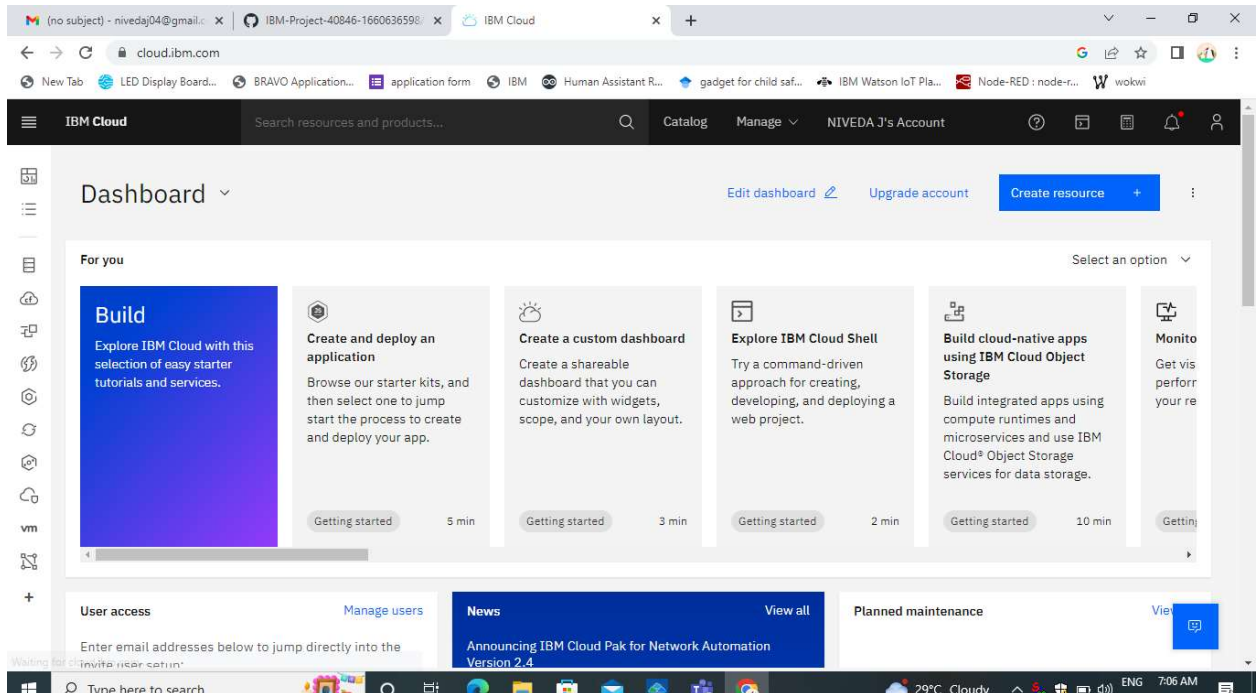 (no subject) - nivedaj04@gmail.c
IBM-Project-40846-1660636598/
IBM Cloud
cloud.ibm.com
New Tab
LED Display Board...
BRAVO Application...
application form
IBM
Human Assistant R...
gadget for child saf...
IBM Watson IoT Pla...
Node-RED : node-r...
wokwi
IBM Cloud
Search resources and products...
Catalog
Manage
NIVEDA J's Account
Dashboard
Edit dashboard
Upgrade account
Create resource +
For you
Select an option
Build
Explore IBM Cloud with this
selection of easy starter
tutorials and services.
Create and deploy an
application
Browse our starter kits, and
then select one to jump
start the process to create
and deploy your app.
Getting started
5 min
Create a custom dashboard
Create a shareable
dashboard that you can
customize with widgets,
scope, and your own layout.
Getting started
3 min
Explore IBM Cloud Shell
Try a command-driven
approach for creating,
developing, and deploying a
web project.
Getting started
2 min
Build cloud-native apps
using IBM Cloud Object
Storage
Build integrated apps using
compute runtimes and
microservices and use IBM
Cloud® Object Storage
services for data storage.
Getting started
10 min
Monito
Get vis
perforr
your re
Getting
vm
User access
Manage users
Enter email addresses below to jump directly into the
invite user setup:
News
View all
Announcing IBM Cloud Pak for Network Automation
Version 2.4
Planned maintenance
View
Waiting for
Type here to search
29°C Cloudy
ENG
7:06 AM